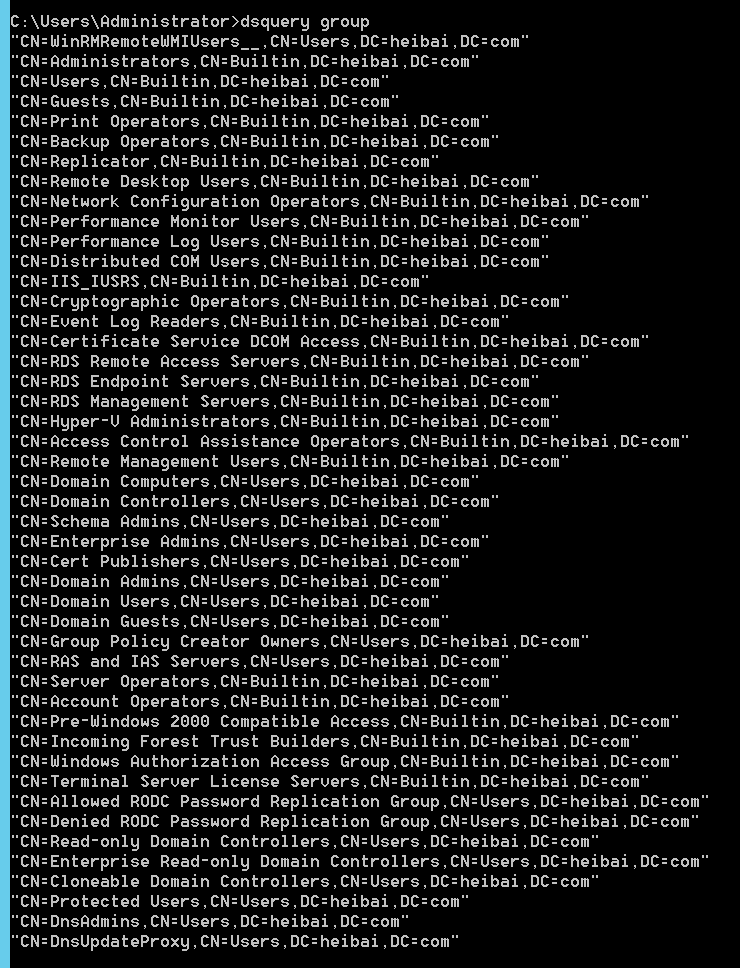 C:\Users\Administrator>dsquery group
"CN=WinRMRemoteWMIUsers__,CN=Users,DC=heibai,DC=com"
"CN=Administrators,CN=Builtin,DC=heibai,DC=com"
"CN=Users,CN=Builtin,DC=heibai,DC=com"
"CN=Guests,CN=Builtin,DC=heibai,DC=com"
"CN=Print Operators,CN=Builtin,DC=heibai,DC=com"
"CN=Backup Operators,CN=Builtin,DC=heibai,DC=com"
"CN=Replicator,CN=Builtin,DC=heibai,DC=com"
"CN=Remote Desktop Users,CN=Builtin,DC=heibai,DC=com"
"CN=Network Configuration Operators,CN=Builtin,DC=heibai,DC=com"
"CN=Performance Monitor Users,CN=Builtin,DC=heibai,DC=com"
"CN=Performance Log Users,CN=Builtin,DC=heibai,DC=com"
"CN=Distributed COM Users,CN=Builtin,DC=heibai,DC=com"
"CN=IIS_IUSRS,CN=Builtin,DC=heibai,DC=com"
"CN=Cryptographic Operators,CN=Builtin,DC=heibai,DC=com"
"CN=Event Log Readers,CN=Builtin,DC=heibai,DC=com"
"CN=Certificate Service DCOM Access,CN=Builtin,DC=heibai,DC=com"
"CN=RDS Remote Access Servers,CN=Builtin,DC=heibai,DC=com"
"CN=RDS Endpoint Servers,CN=Builtin,DC=heibai,DC=com"
"CN=RDS Management Servers,CN=Builtin,DC=heibai,DC=com"
"CN=Hyper-V Administrators,CN=Builtin,DC=heibai,DC=com"
"CN=Access Control Assistance Operators,CN=Builtin,DC=heibai,DC=com"
"CN=Remote Management Users,CN=Builtin,DC=heibai,DC=com"
"CN=Domain Computers,CN=Users,DC=heibai,DC=com"
"CN=Domain Controllers,CN=Users,DC=heibai,DC=com"
"CN=Schema Admins,CN=Users,DC=heibai,DC=com"
"CN=Enterprise Admins,CN=Users,DC=heibai,DC=com"
"CN=Cert Publishers,CN=Users,DC=heibai,DC=com"
"CN=Domain Admins,CN=Users,DC=heibai,DC=com"
"CN=Domain Users,CN=Users,DC=heibai,DC=com"
"CN=Domain Guests,CN=Users,DC=heibai,DC=com"
"CN=Group Policy Creator Owners,CN=Users,DC=heibai,DC=com"
"CN=RAS and IAS Servers,CN=Users,DC=heibai,DC=com"
"CN=Server Operators,CN=Builtin,DC=heibai,DC=com"
"CN=Account Operators,CN=Builtin,DC=heibai,DC=com"
"CN=Pre-Windows 2000 Compatible Access,CN=Builtin,DC=heibai,DC=com"
"CN=Incoming Forest Trust Builders,CN=Builtin,DC=heibai,DC=com"
"CN=Windows Authorization Access Group,CN=Builtin,DC=heibai,DC=com"
"CN=Terminal Server License Servers,CN=Builtin,DC=heibai,DC=com"
"CN=Allowed RODC Password Replication Group,CN=Users,DC=heibai,DC=com"
"CN=Denied RODC Password Replication Group,CN=Users,DC=heibai,DC=com"
"CN=Read-only Domain Controllers,CN=Users,DC=heibai,DC=com"
"CN=Enterprise Read-only Domain Controllers,CN=Users,DC=heibai,DC=com"
"CN=Cloneable Domain Controllers,CN=Users,DC=heibai,DC=com"
"CN=Protected Users,CN=Users,DC=heibai,DC=com"
"CN=DnsAdmins,CN=Users,DC=heibai,DC=com"
"CN=DnsUpdateProxy,CN=Users,DC=heibai,DC=com"